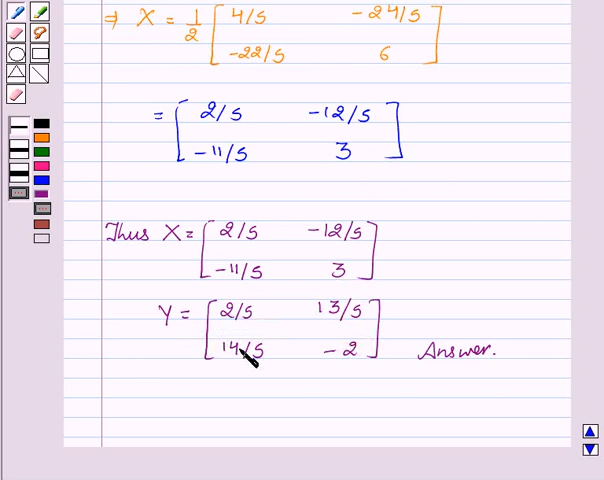 ⇒ X = 1/2 [ 4/5 -24/5
-22/5 6 ]
= [ 2/5 -12/5
-11/5 3 ]
Thus X = [ 2/5 -12/5
-11/5 3 ]
Y = [ 2/5 13/5
14/5 -2 ] Answer.